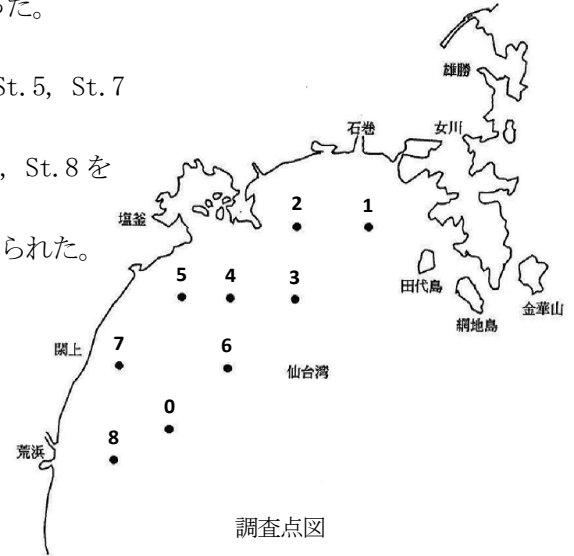 った。
St.5, St.7
, St.8を
られた。
雄勝
石巻
女川
塩釜
2
1
5
4
3
田代島
金華山
網地島
閖上
7
6
仙台湾
0
荒浜
8
調査点図